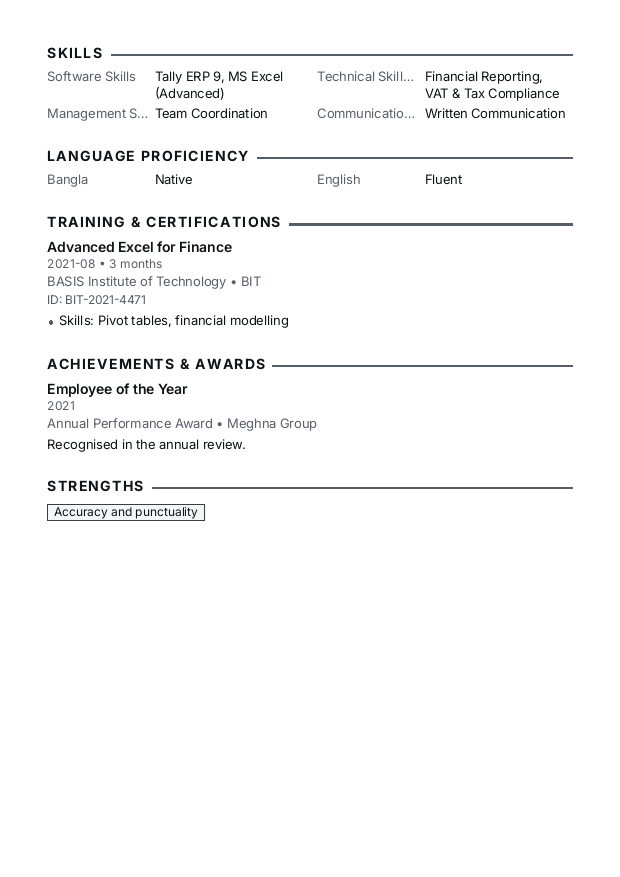 SKILLS
Software Skills Tally ERP 9, MS Excel (Advanced)
Technical Skill... Financial Reporting, VAT & Tax Compliance
Management S... Team Coordination
Communicatio... Written Communication
LANGUAGE PROFICIENCY
Bangla Native
English Fluent
TRAINING & CERTIFICATIONS
Advanced Excel for Finance
2021-08 • 3 months
BASIS Institute of Technology • BIT
ID: BIT-2021-4471
• Skills: Pivot tables, financial modelling
ACHIEVEMENTS & AWARDS
Employee of the Year
2021
Annual Performance Award • Meghna Group
Recognised in the annual review.
STRENGTHS
Accuracy and punctuality